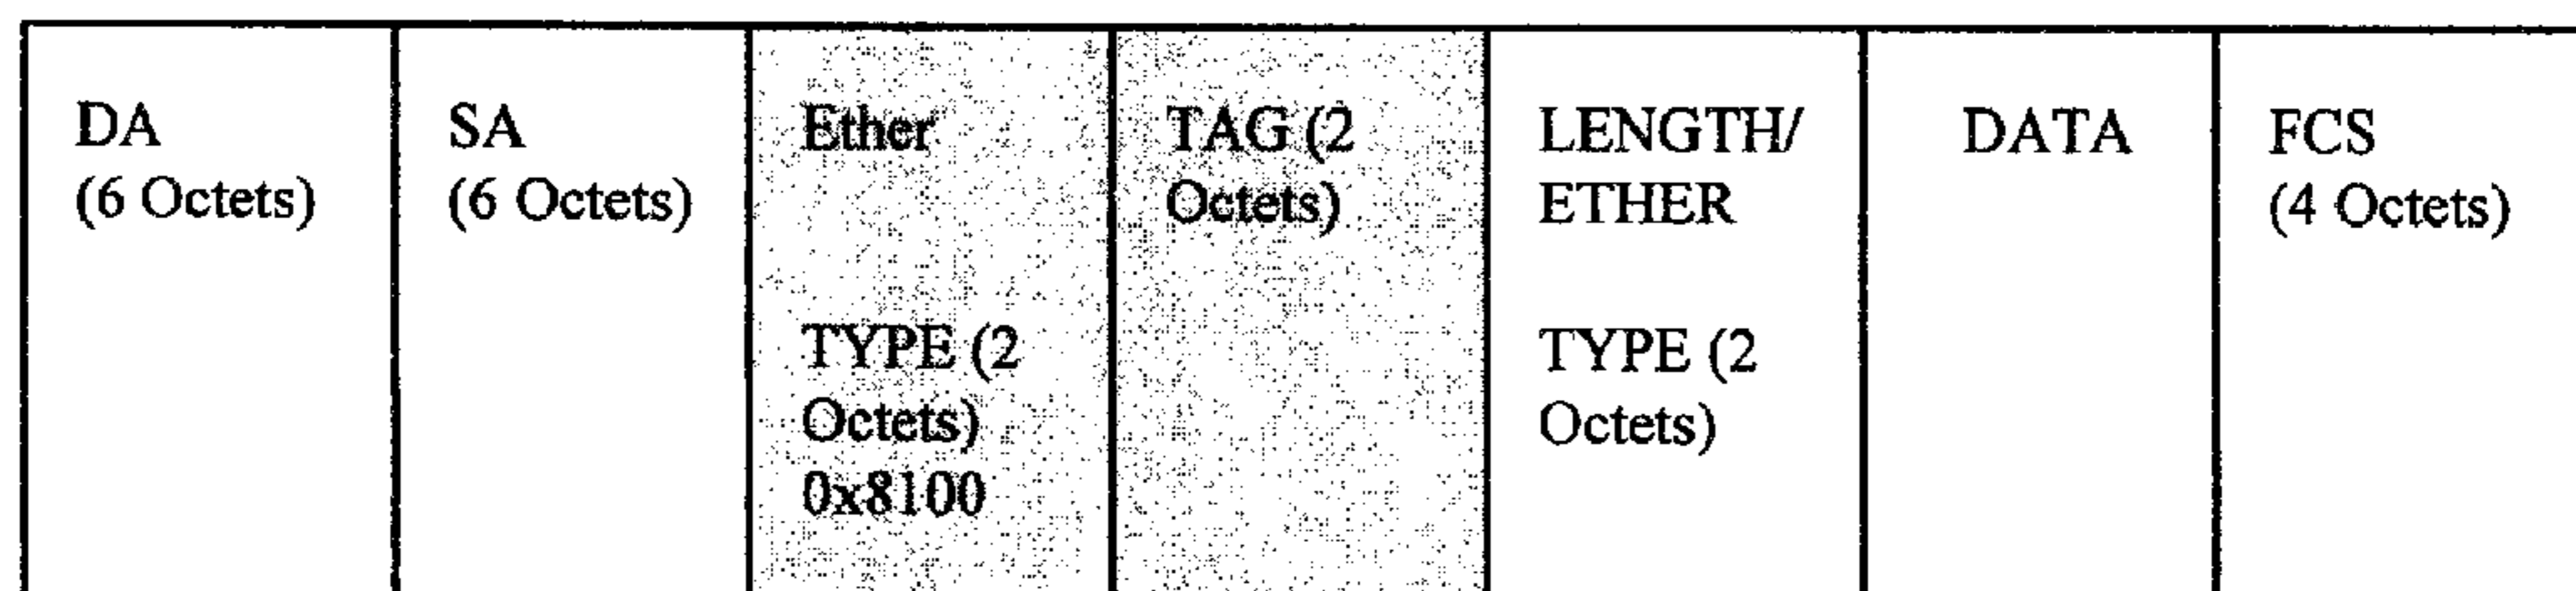 DA
(6 Octets)
SA
(6 Octets)
Ether
TYPE (2
Octets)
0x8100
TAG (2
Octets)
LENGTH/
ETHER
TYPE (2
Octets)
DATA
FCS
(4 Octets)